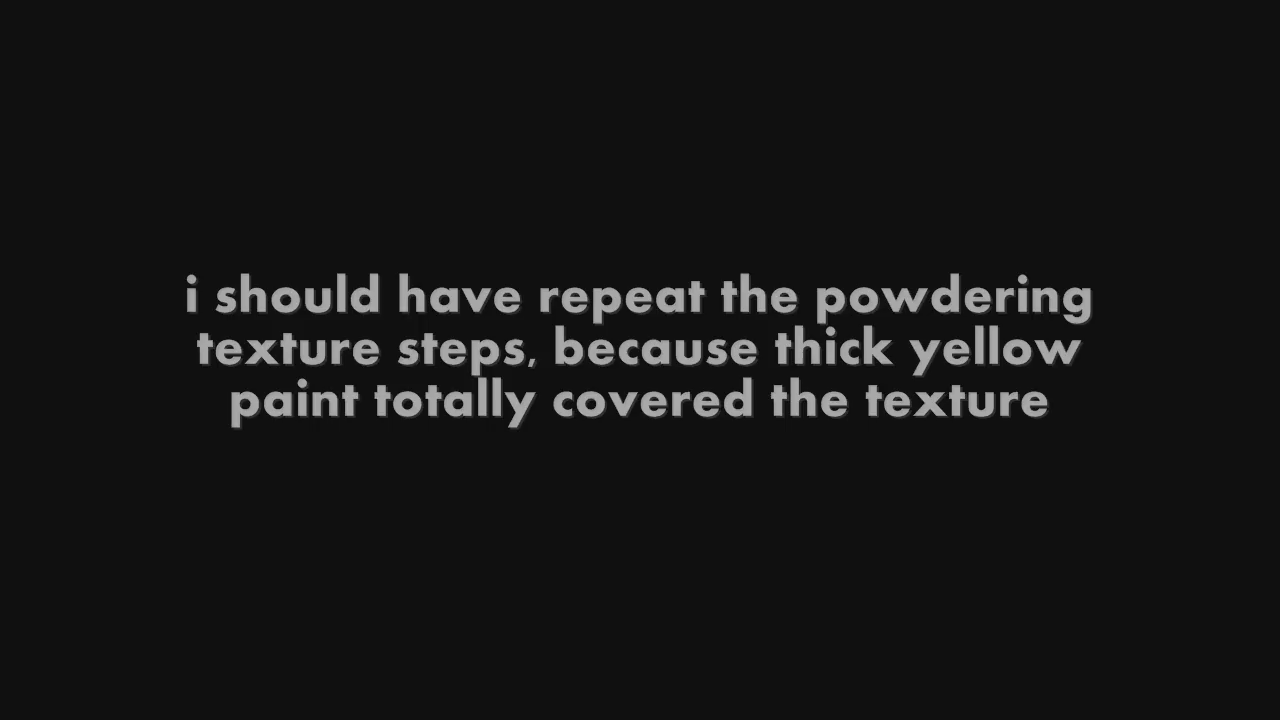 i should have repeat the powdering
texture steps, because thick yellow
paint totally covered the texture